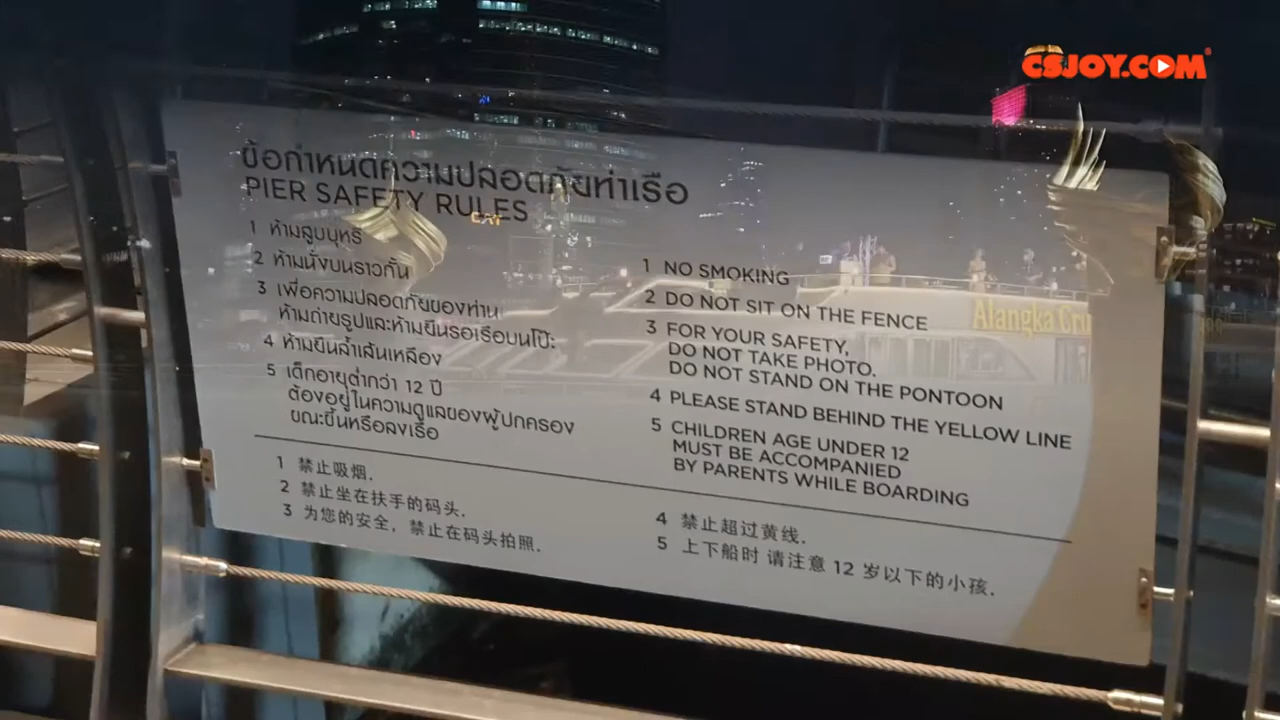 CSJOY.COM
ข้อกำหนดความปลอดภัยท่าเรือ
PIER SAFETY RULES
1 ห้ามสูบบุหรี่
2 ห้ามนั่งบนราวกั้น
3 เพื่อความปลอดภัยของท่าน
ห้ามถ่ายรูปและห้ามยืนรอเรือบนโป๊ะ
4 ห้ามยืนล้ำเส้นเหลือง
5 เด็กอายุต่ำกว่า 12 ปี
ต้องอยู่ในความดูแลของผู้ปกครอง
ขณะขึ้นหรือลงเรือ
1 NO SMOKING
2 DO NOT SIT ON THE FENCE
3 FOR YOUR SAFETY,
DO NOT TAKE PHOTO.
DO NOT STAND ON THE PONTOON
4 PLEASE STAND BEHIND THE YELLOW LINE
5 CHILDREN AGE UNDER 12
MUST BE ACCOMPANIED
BY PARENTS WHILE BOARDING
1 禁止吸烟.
2 禁止坐在扶手的码头.
3 为您的安全，禁止在码头拍照.
4 禁止超过黄线.
5 上下船时 请注意 12 岁以下的小孩.
Alangka Cru